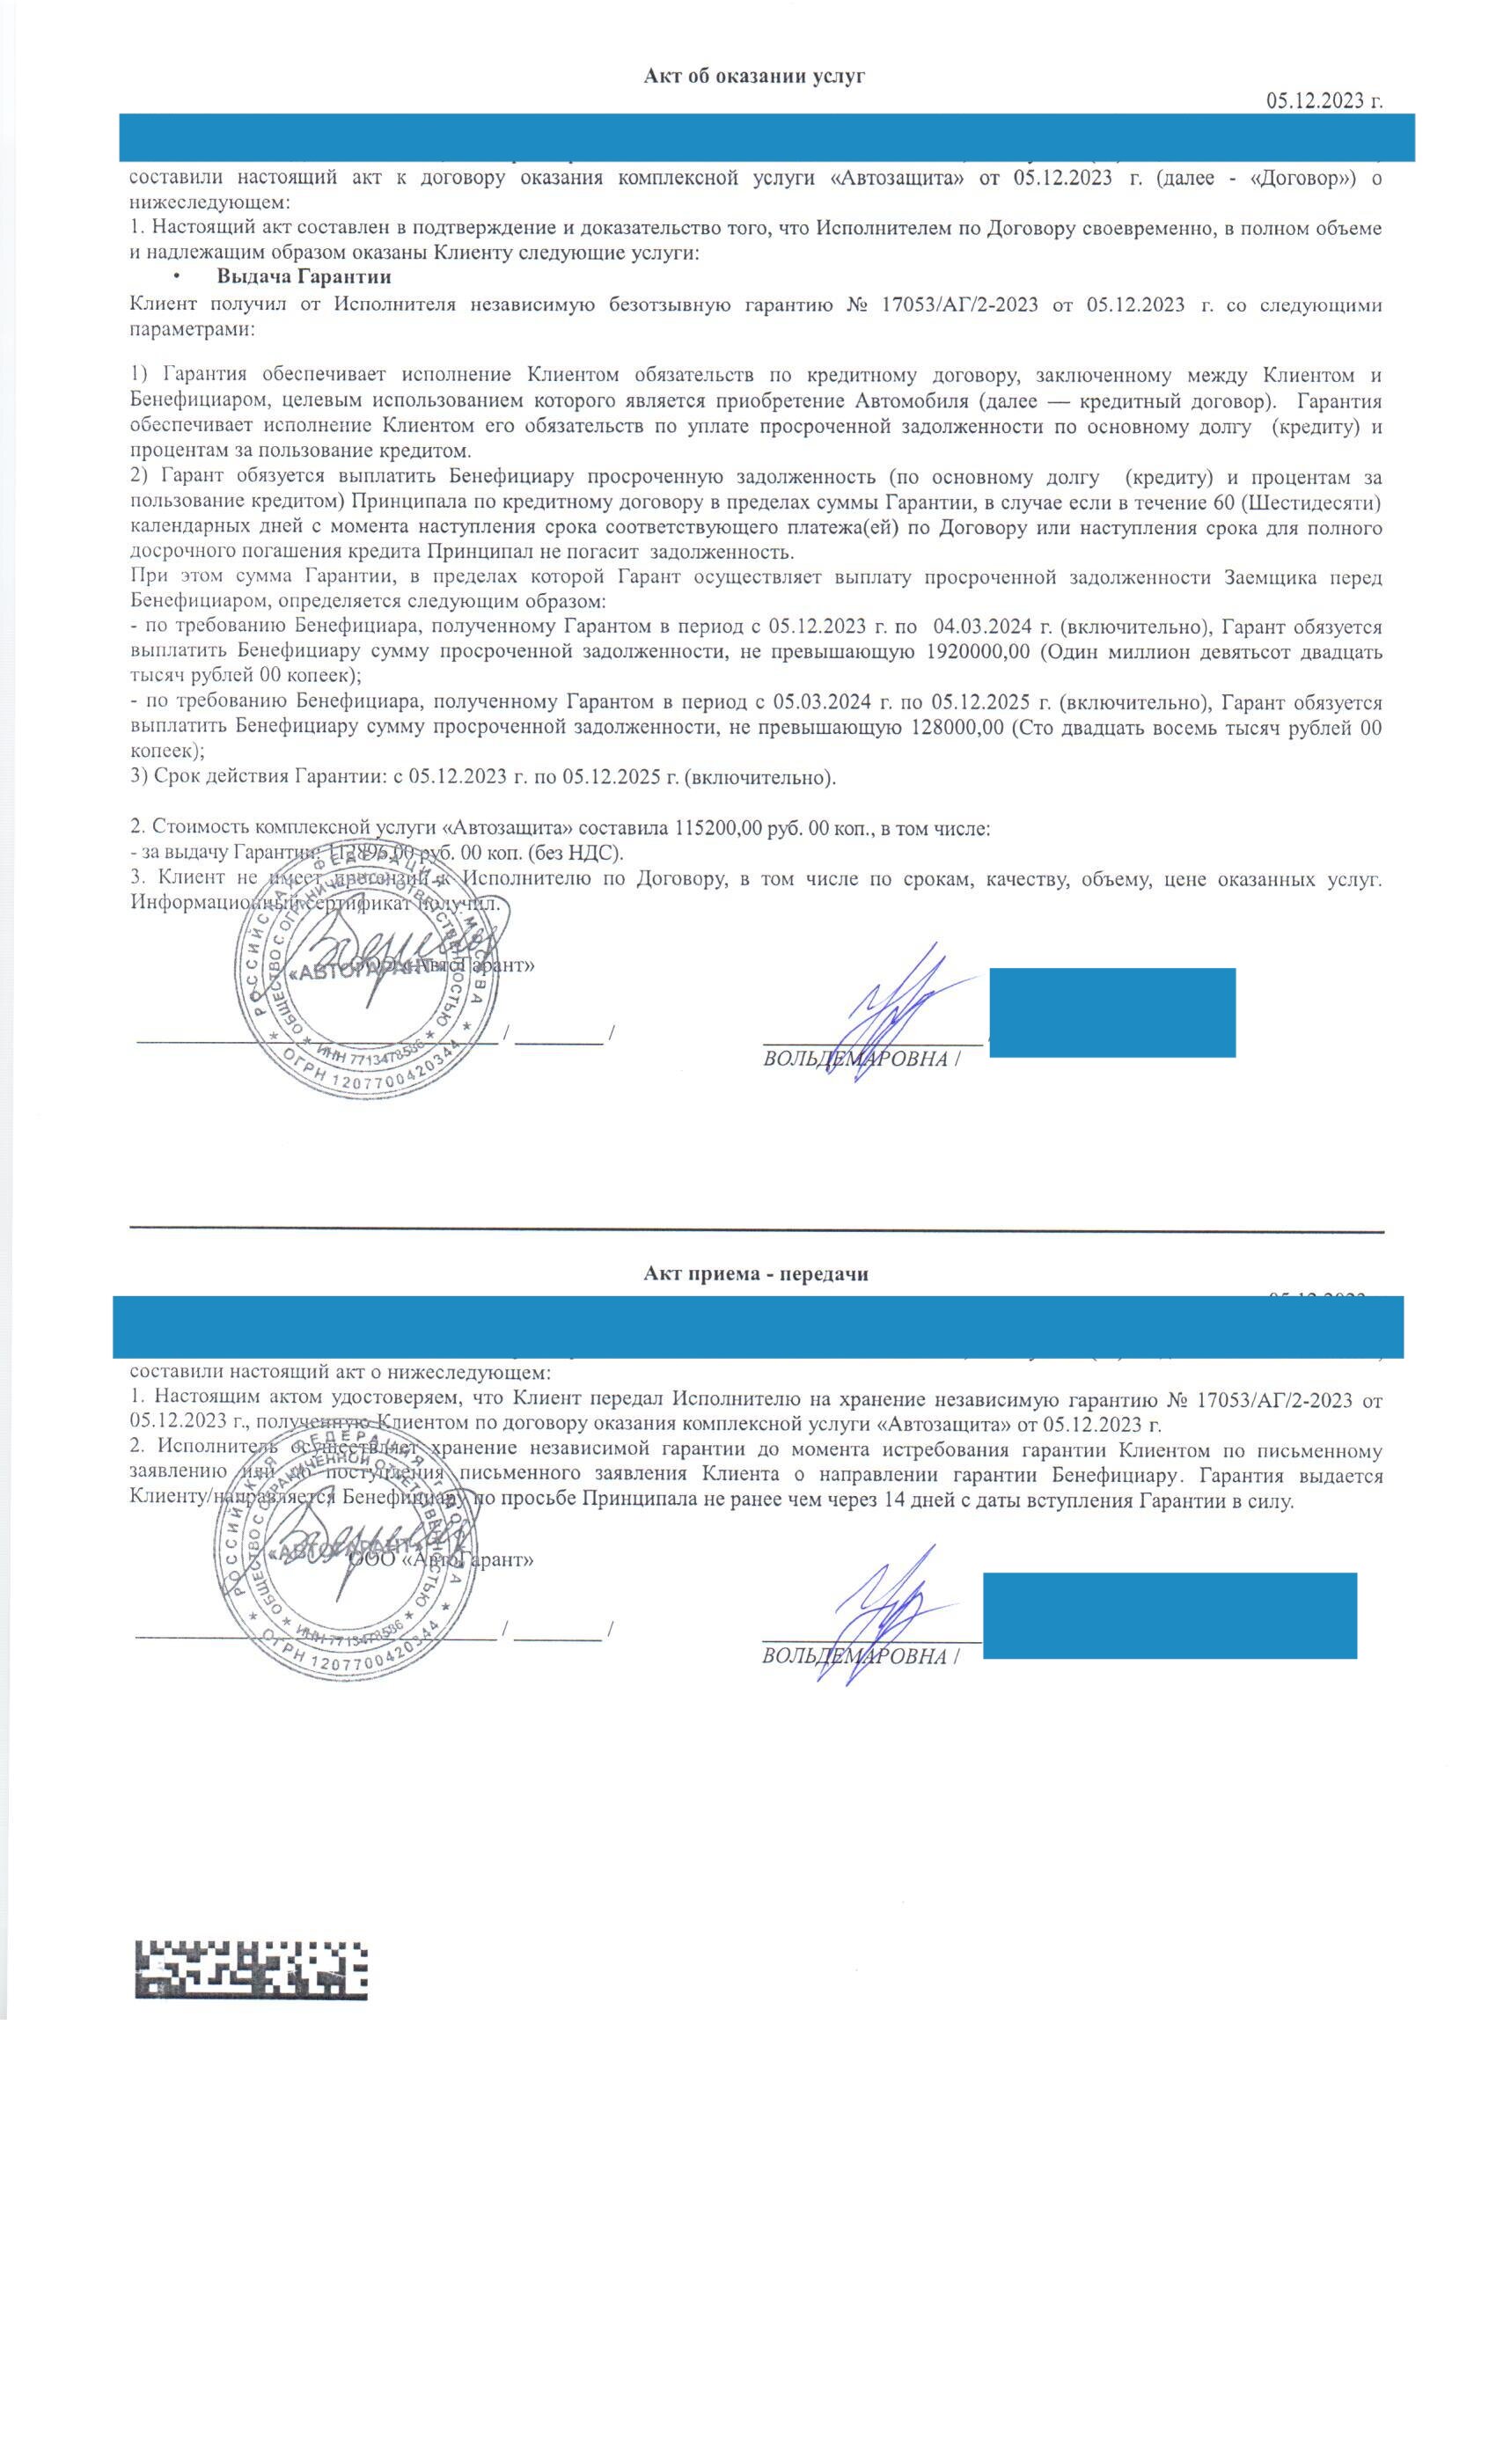 Акт об оказании услуг
05.12.2023 г.
составили настоящий акт к договору оказания комплексной услуги «Автозащита» от 05.12.2023 г. (далее - «Договор») о
нижеследующем:
1. Настоящий акт составлен в подтверждение и доказательство того, что Исполнителем по Договору своевременно, в полном объеме
и надлежащим образом оказаны Клиенту следующие услуги:
• Выдача Гарантии
Клиент получил от Исполнителя независимую безотзывную гарантию № 17053/АГ/2-2023 от 05.12.2023 г. со следующими
параметрами:
1) Гарантия обеспечивает исполнение Клиентом обязательств по кредитному договору, заключенному между Клиентом и
Бенефициаром, целевым использованием которого является приобретение Автомобиля (далее — кредитный договор). Гарантия
обеспечивает исполнение Клиентом его обязательств по уплате просроченной задолженности по основному долгу (кредиту) и
процентам за пользование кредитом.
2) Гарант обязуется выплатить Бенефициару просроченную задолженность (по основному долгу (кредиту) и процентам за
пользование кредитом) Принципала по кредитному договору в пределах суммы Гарантии, в случае если в течение 60 (Шестидесяти)
календарных дней с момента наступления срока соответствующего платежа(ей) по Договору или наступления срока для полного
досрочного погашения кредита Принципал не погасит задолженность.
При этом сумма Гарантии, в пределах которой Гарант осуществляет выплату просроченной задолженности Заемщика перед
Бенефициаром, определяется следующим образом:
- по требованию Бенефициара, полученному Гарантом в период с 05.12.2023 г. по 04.03.2024 г. (включительно), Гарант обязуется
выплатить Бенефициару сумму просроченной задолженности, не превышающую 1920000,00 (Один миллион девятьсот двадцать
тысяч рублей 00 копеек);
- по требованию Бенефициара, полученному Гарантом в период с 05.03.2024 г. по 05.12.2025 г. (включительно), Гарант обязуется
выплатить Бенефициару сумму просроченной задолженности, не превышающую 128000,00 (Сто двадцать восемь тысяч рублей 00
копеек);
3) Срок действия Гарантии: с 05.12.2023 г. по 05.12.2025 г. (включительно).
2. Стоимость комплексной услуги «Автозащита» составила 115200,00 руб. 00 коп., в том числе:
- за выдачу Гарантии: 112896,00 руб. 00 коп. (без НДС).
3. Клиент не имеет претензий к Исполнителю по Договору, в том числе по срокам, качеству, объему, цене оказанных услуг.
Информационный сертификат получил.
ООО «АвтоГарант»
РОССИЙСКАЯ ФЕДЕРАЦИЯ г. МОСКВА
ОБЩЕСТВО С ОГРАНИЧЕННОЙ ОТВЕТСТВЕННОСТЬЮ
«АВТОГАРАНТ»
ИНН 7713478586
ОГРН 1207700420344
/ /
ВОЛЬДЕМАРОВНА /
Акт приема - передачи
составили настоящий акт о нижеследующем:
1. Настоящим актом удостоверяем, что Клиент передал Исполнителю на хранение независимую гарантию № 17053/АГ/2-2023 от
05.12.2023 г., полученную Клиентом по договору оказания комплексной услуги «Автозащита» от 05.12.2023 г.
2. Исполнитель осуществляет хранение независимой гарантии до момента истребования гарантии Клиентом по письменному
заявлению или до поступления письменного заявления Клиента о направлении гарантии Бенефициару. Гарантия выдается
Клиенту/направляется Бенефициару по просьбе Принципала не ранее чем через 14 дней с даты вступления Гарантии в силу.
ООО «АвтоГарант»
РОССИЙСКАЯ ФЕДЕРАЦИЯ г. МОСКВА
ОБЩЕСТВО С ОГРАНИЧЕННОЙ ОТВЕТСТВЕННОСТЬЮ
«АВТОГАРАНТ»
ИНН 7713478586
ОГРН 1207700420344
/ /
ВОЛЬДЕМАРОВНА /